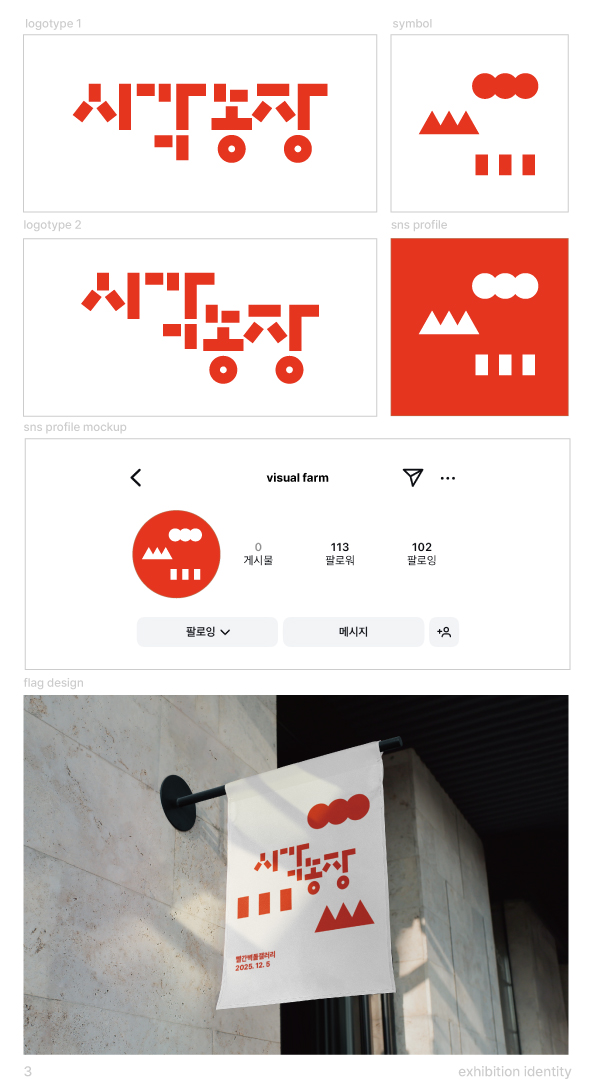 logotype 1
symbol
시각농장
logotype 2
sns profile
시각
농장
sns profile mockup
visual farm
0
113
102
게시물
팔로워
팔로잉
팔로잉
메시지
flag design
시각
농장
빨간벽돌갤러리
2025. 12. 5
3
exhibition identity